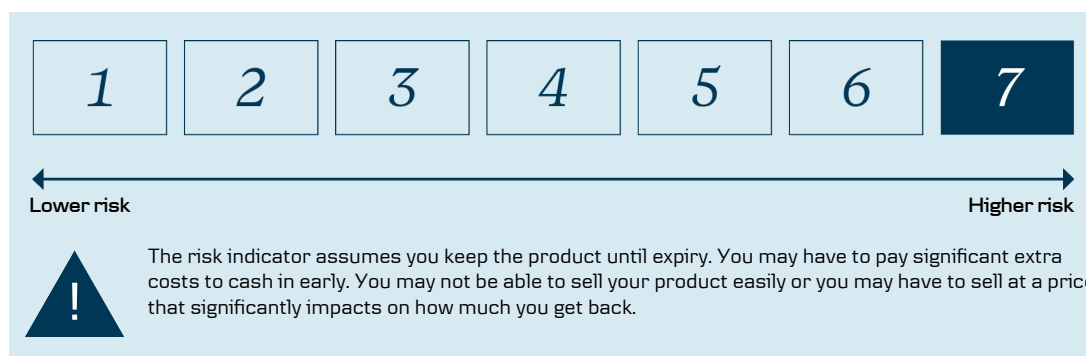 1 2 3 4 5 6 7
Lower risk Higher risk
! The risk indicator assumes you keep the product until expiry. You may have to pay significant extra
costs to cash in early. You may not be able to sell your product easily or you may have to sell at a price
that significantly impacts on how much you get back.